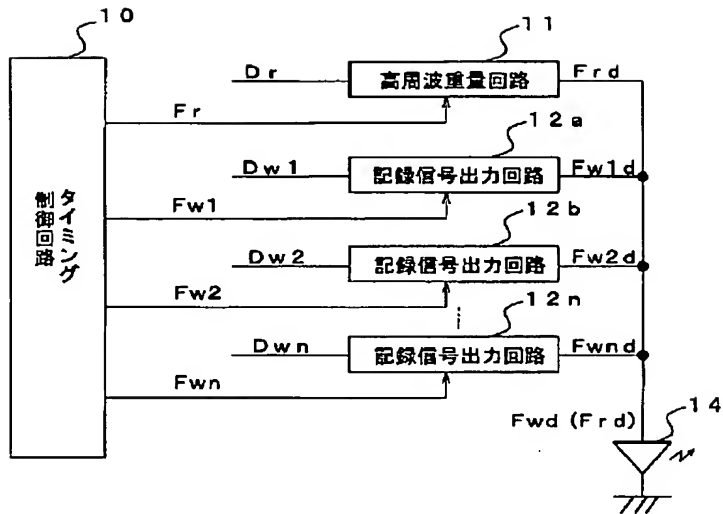 10
11
Dr
高周波重量回路
Frd
Fr
12a
Dw1
記録信号出力回路
Fw1d
Fw1
12b
タイミング
制御回路
Dw2
記録信号出力回路
Fw2d
Fw2
12n
Dwn
記録信号出力回路
Fwnd
Fwn
Fwd (Frd)
14